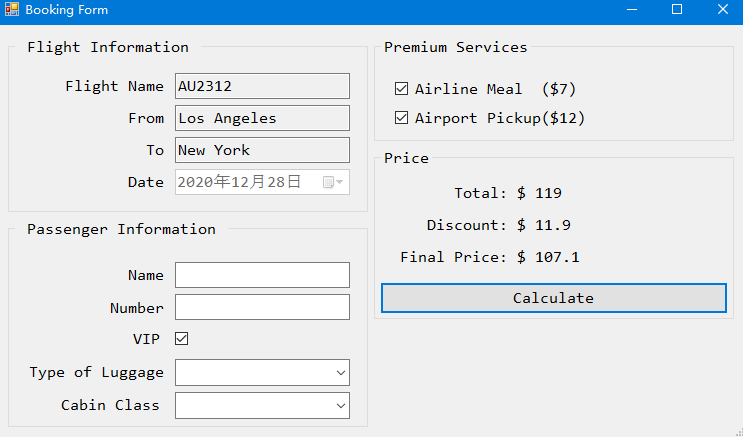 Booking Form
Flight Information
Flight Name AU2312
From Los Angeles
To New York
Date 2020年12月28日
Passenger Information
Name
Number
VIP
Type of Luggage
Cabin Class
Premium Services
Airline Meal ($7)
Airport Pickup($12)
Price
Total: $ 119
Discount: $ 11.9
Final Price: $ 107.1
Calculate